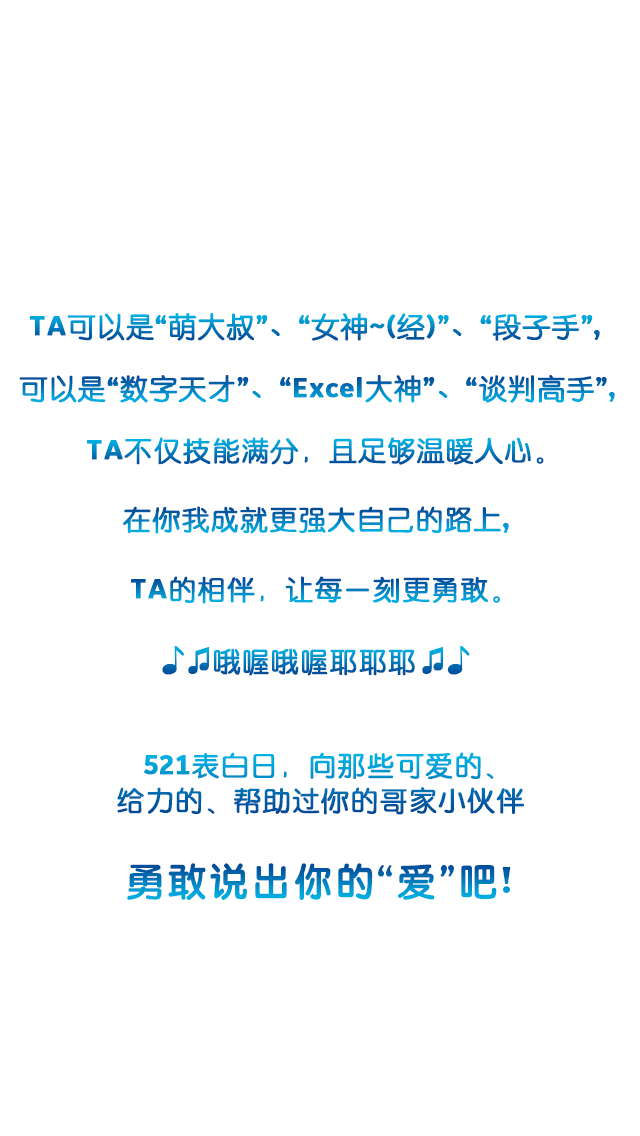 TA可以是“萌大叔”、“女神~(经)”、“段子手”,
可以是“数字天才”、“Excel大神”、“谈判高手”,
TA不仅技能满分，且足够温暖人心。
在你我成就更强大自己的路上,
TA的相伴，让每一刻更勇敢。
♪♫哦喔哦喔耶耶耶♫♪
521表白日，向那些可爱的、
给力的、帮助过你的哥家小伙伴
勇敢说出你的“爱”吧!